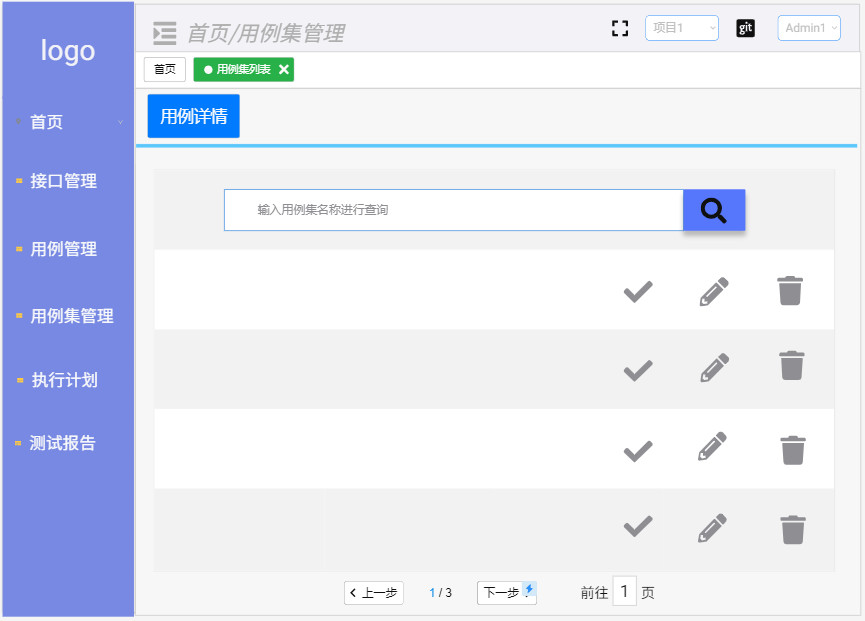 logo
首页
接口管理
用例管理
用例集管理
执行计划
测试报告
首页/用例集管理
项目1
git
Admin1
首页
用例集列表
用例详情
输入用例集名称进行查询
上一步
1 / 3
下一步
前往 1 页